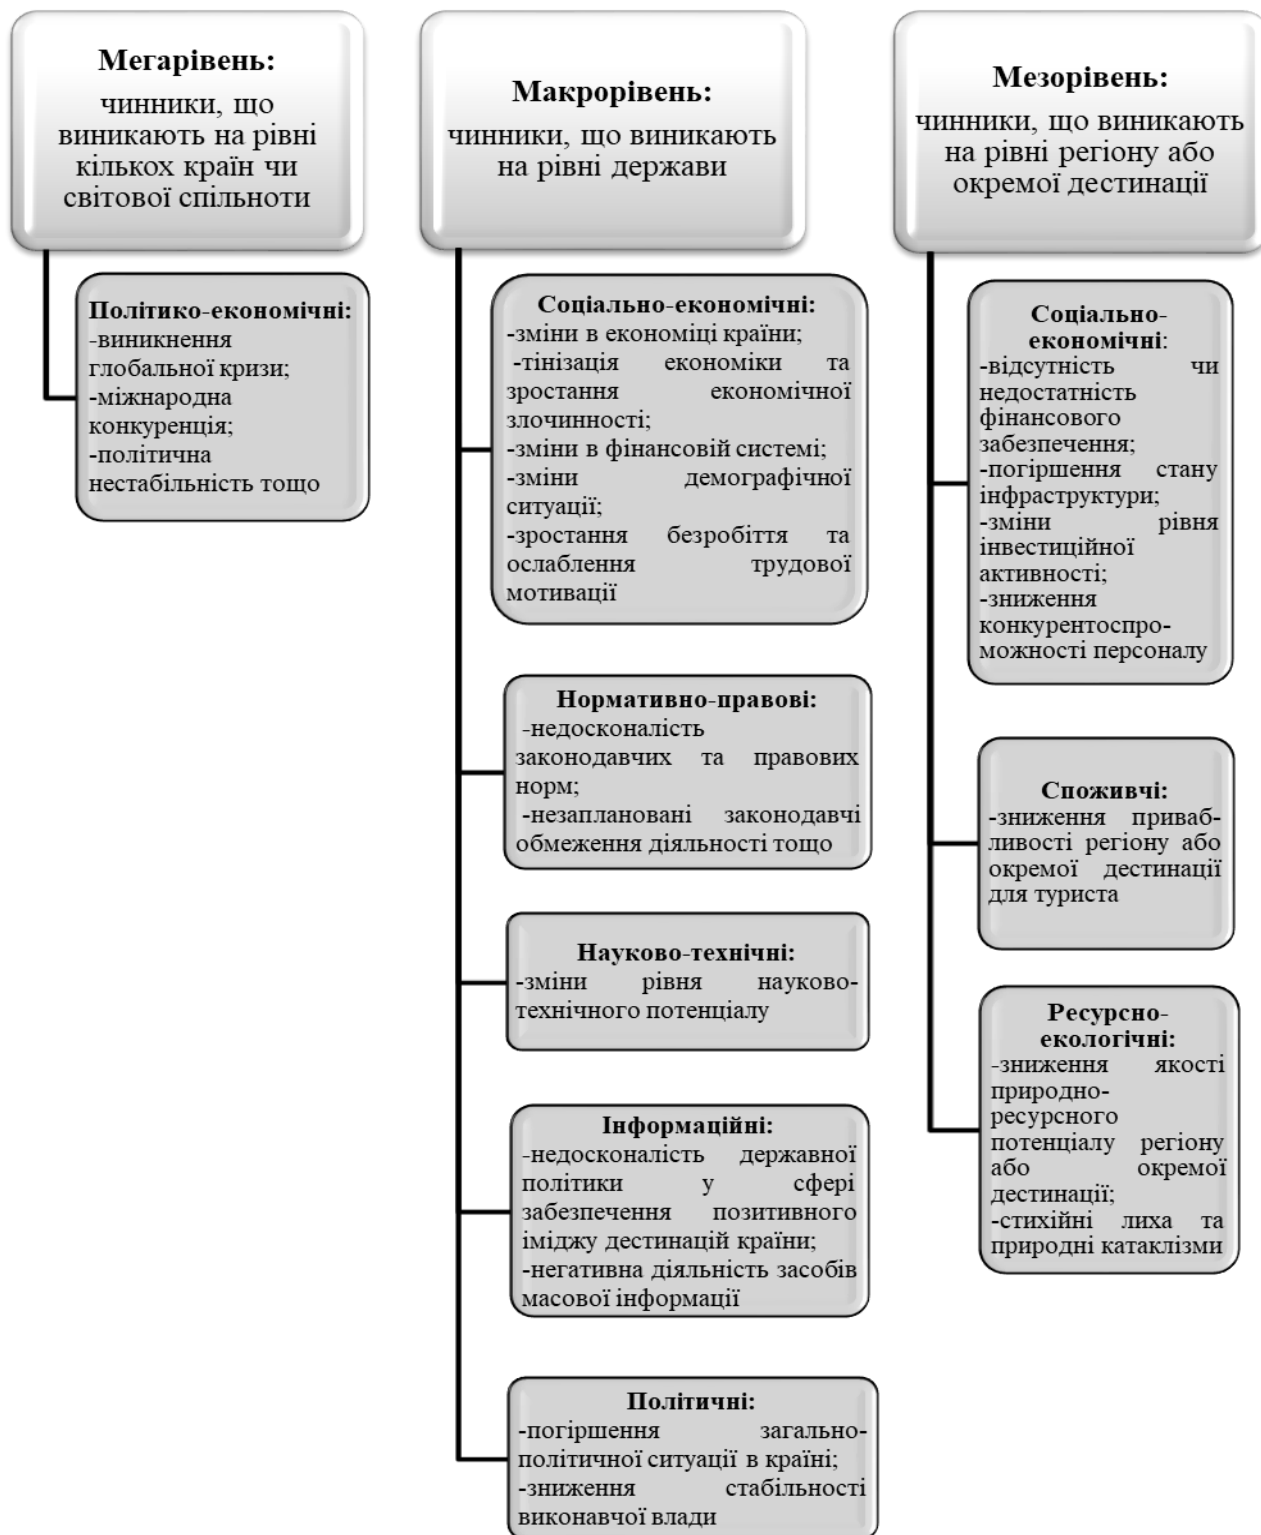 Мегарівень:
чинники, що
виникають на рівні
кількох країн чи
світової спільноти
Політико-економічні:
-виникнення
глобальної кризи;
-міжнародна
конкуренція;
-політична
нестабільність тощо
Макрорівень:
чинники, що виникають
на рівні держави
Соціально-економічні:
-зміни в економіці країни;
-тінізація економіки та
зростання економічної
злочинності;
-зміни в фінансовій системі;
-зміни демографічної
ситуації;
-зростання безробіття та
ослаблення трудової
мотивації
Нормативно-правові:
-недосконалість
законодавчих та правових
норм;
-незаплановані законодавчі
обмеження діяльності тощо
Науково-технічні:
-зміни рівня науково-
технічного потенціалу
Інформаційні:
-недосконалість державної
політики у сфері
забезпечення позитивного
іміджу дестинацій країни;
-негативна діяльність засобів
масової інформації
Політичні:
-погіршення загально-
політичної ситуації в країні;
-зниження стабільності
виконавчої влади
Мезорівень:
чинники, що виникають
на рівні регіону або
окремої дестинації
Соціально-
економічні:
-відсутність чи
недостатність
фінансового
забезпечення;
-погіршення стану
інфраструктури;
-зміни рівня
інвестиційної
активності;
-зниження
конкурентоспро-
можності персоналу
Споживчі:
-зниження приваб-
ливості регіону або
окремої дестинації
для туриста
Ресурсно-
екологічні:
-зниження якості
природно-
ресурсного
потенціалу регіону
або окремої
дестинації;
-стихійні лиха та
природні катаклізми